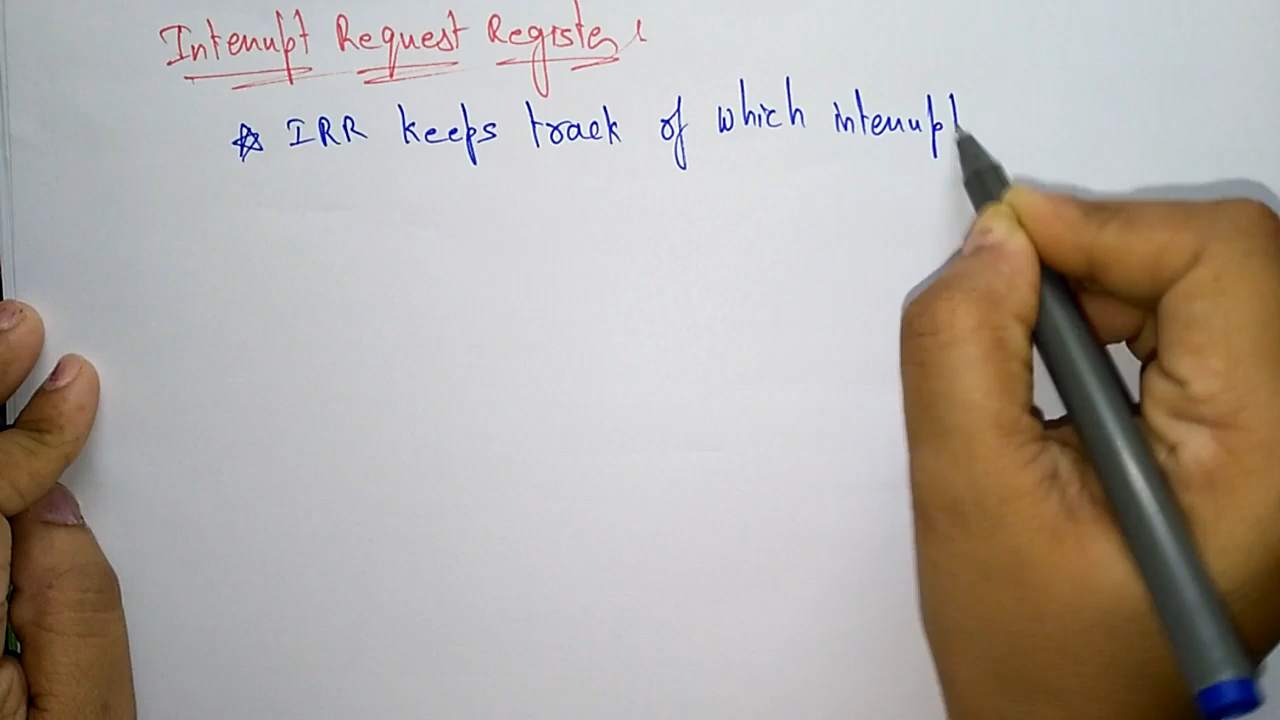 Interrupt Request Register
☆ IRR keeps track of which interrupt